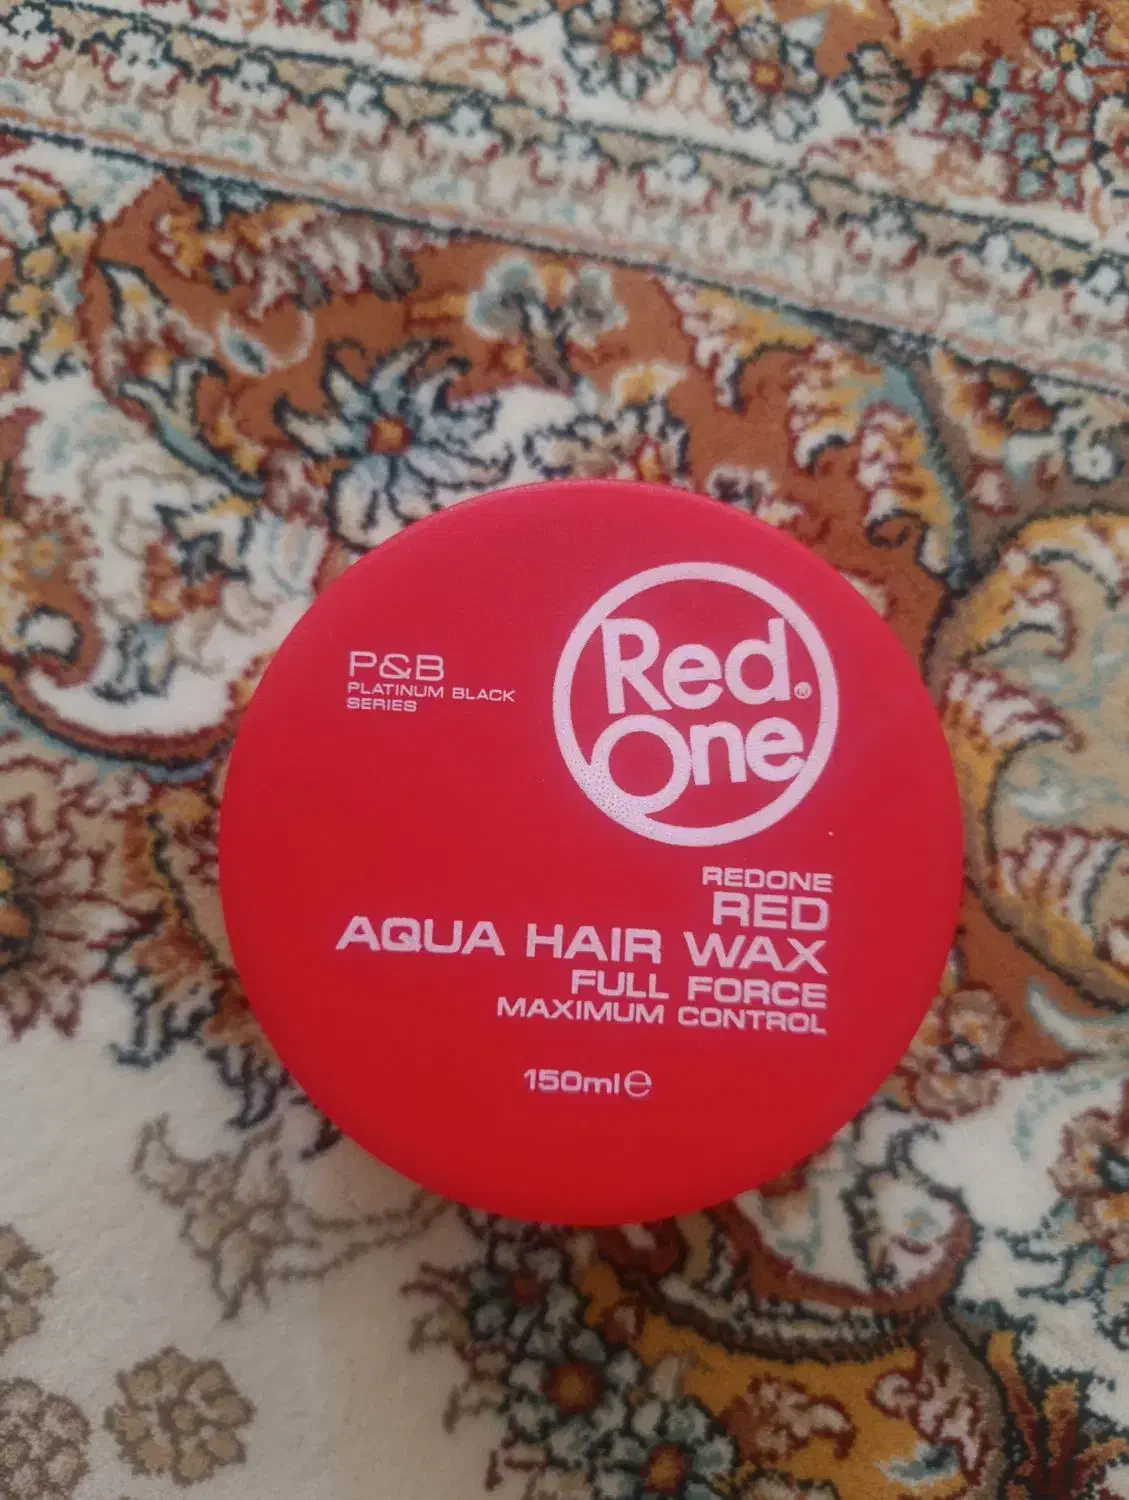 P&B
PLATINUM BLACK
SERIES
Red®
One
REDONE
RED
AQUA HAIR WAX
FULL FORCE
MAXIMUM CONTROL
150ml℮